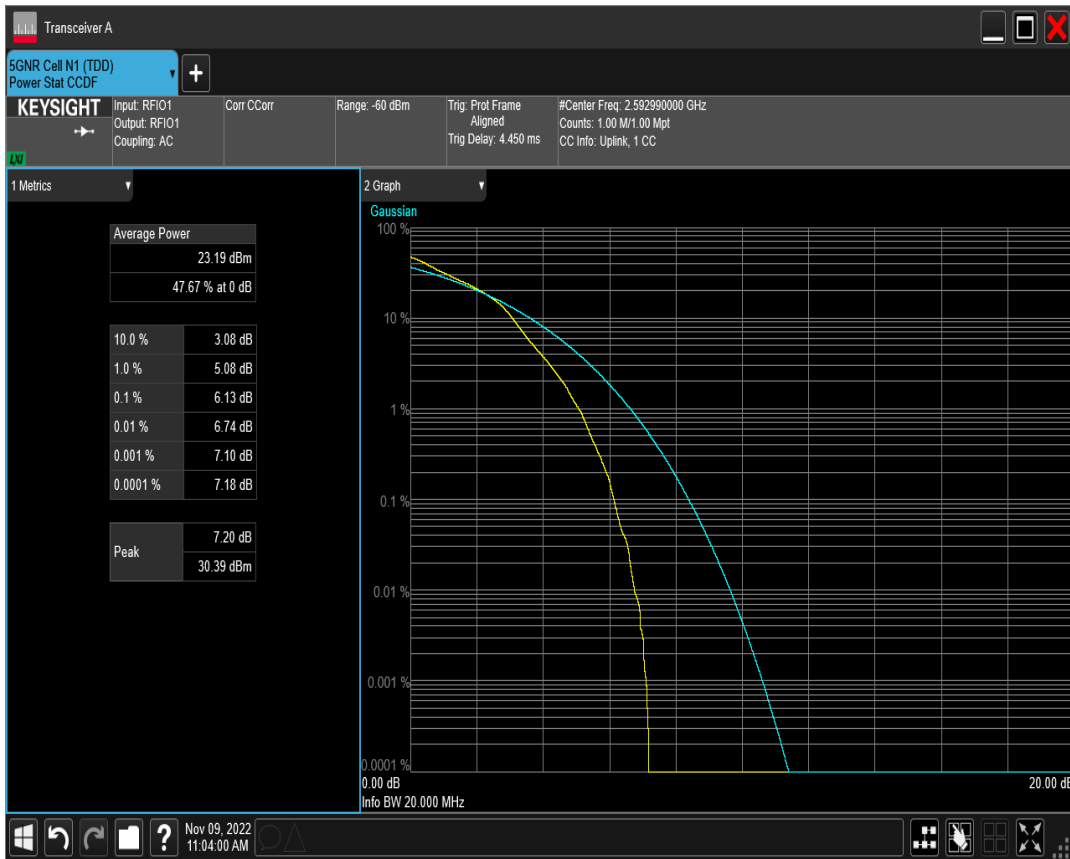 Transceiver A
5GNR Cell N1 (TDD)
Power Stat CCDF
+
KEYSIGHT
LXI
Input: RFIO1
Output: RFIO1
Coupling: AC
Corr CCorr
Range: -60 dBm
Trig: Prot Frame
Aligned
Trig Delay: 4.450 ms
#Center Freq: 2.592990000 GHz
Counts: 1.00 M/1.00 Mpt
CC Info: Uplink, 1 CC
1 Metrics
Average Power
23.19 dBm
47.67 % at 0 dB
10.0 % 3.08 dB
1.0 % 5.08 dB
0.1 % 6.13 dB
0.01 % 6.74 dB
0.001 % 7.10 dB
0.0001 % 7.18 dB
Peak 7.20 dB
30.39 dBm
2 Graph
Gaussian
100 %
10 %
1 %
0.1 %
0.01 %
0.001 %
0.0001 %
0.00 dB
20.00 dB
Info BW 20.000 MHz
?
Nov 09, 2022
11:04:00 AM